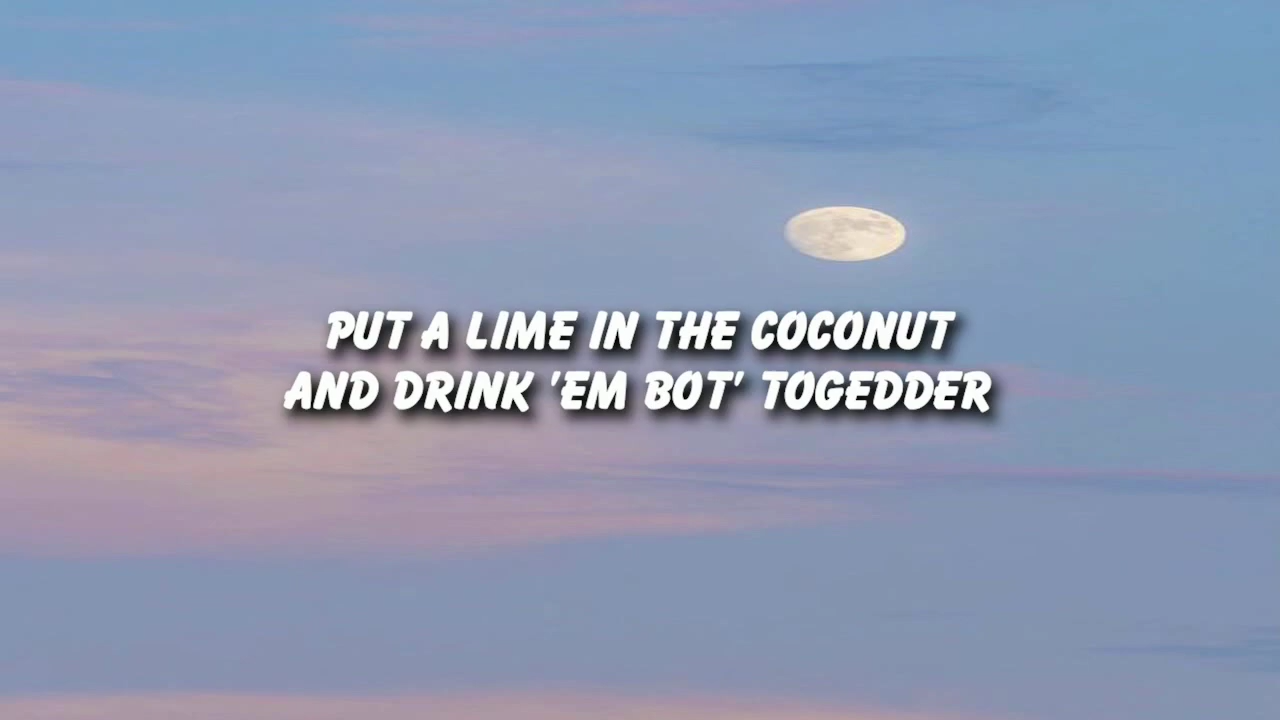 PUT A LIME IN THE COCONUT
AND DRINK 'EM BOT' TOGEDDER